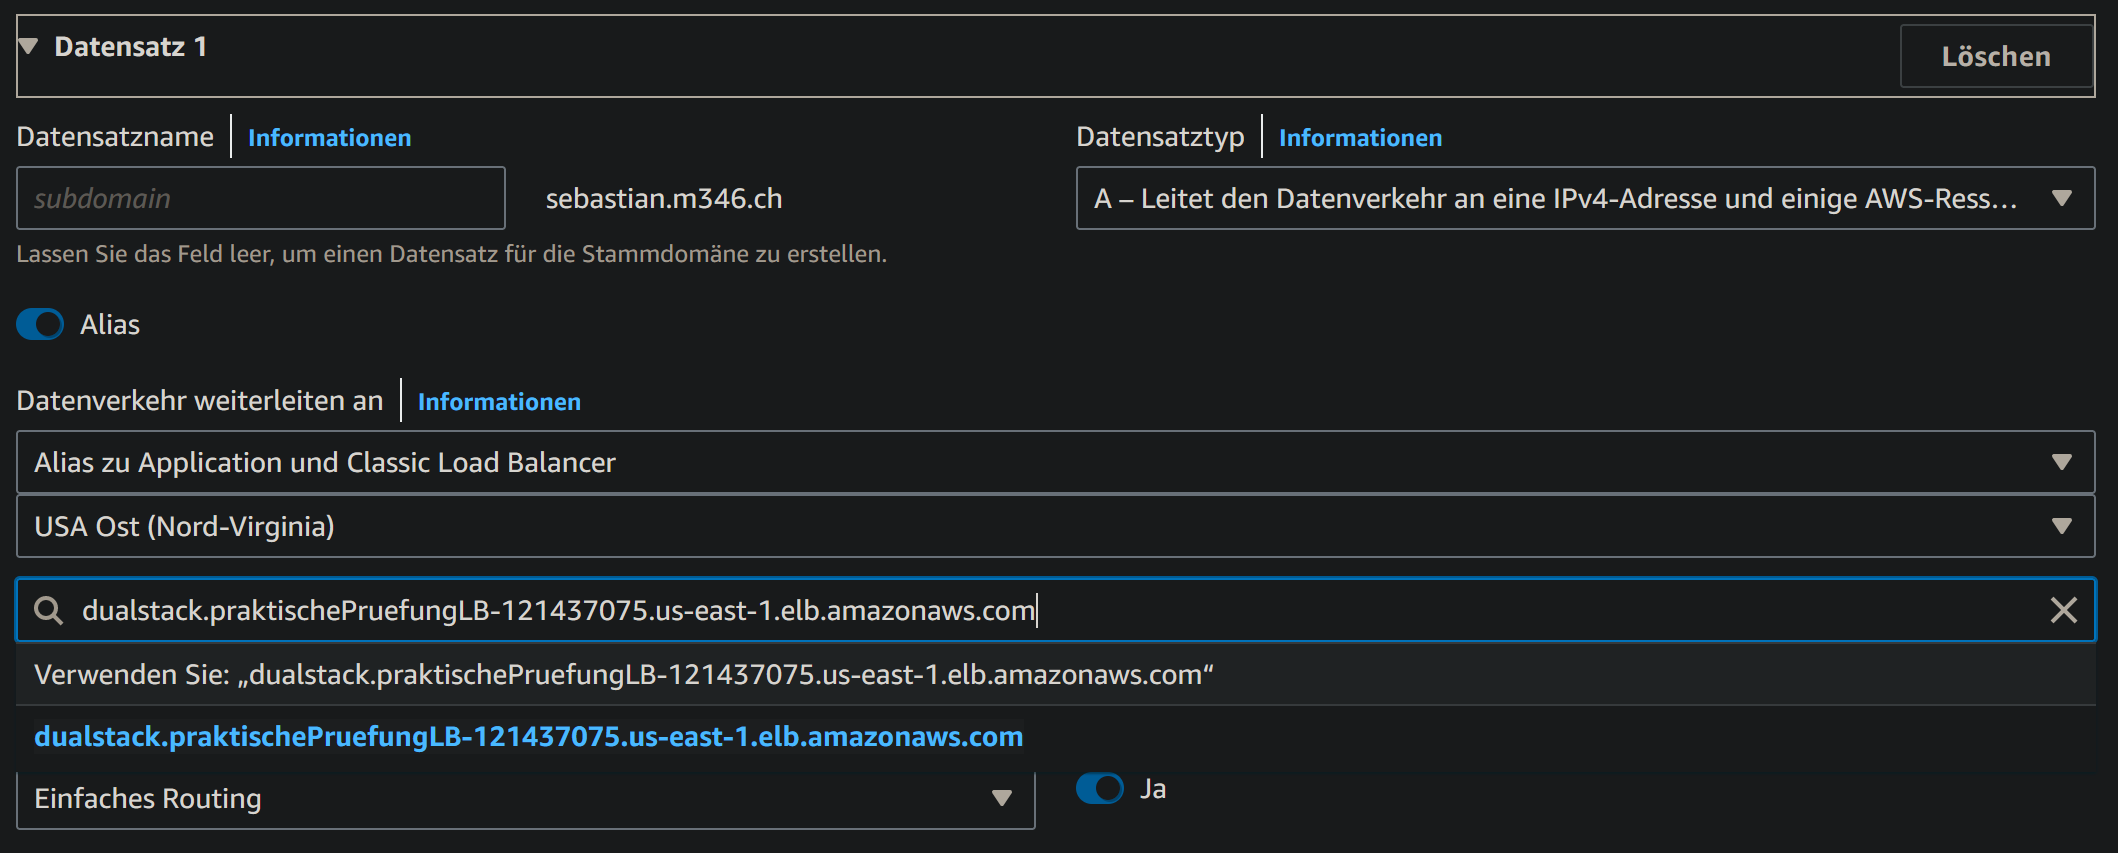 Datensatz 1
Löschen
Datensatzname Informationen
Datensatztyp Informationen
subdomain sebastian.m346.ch
A – Leitet den Datenverkehr an eine IPv4-Adresse und einige AWS-Ress...
Lassen Sie das Feld leer, um einen Datensatz für die Stammdomäne zu erstellen.
Alias
Datenverkehr weiterleiten an Informationen
Alias zu Application und Classic Load Balancer
USA Ost (Nord-Virginia)
dualstack.praktischePruefungLB-121437075.us-east-1.elb.amazonaws.com
Verwenden Sie: „dualstack.praktischePruefungLB-121437075.us-east-1.elb.amazonaws.com“
dualstack.praktischePruefungLB-121437075.us-east-1.elb.amazonaws.com
Einfaches Routing
Ja